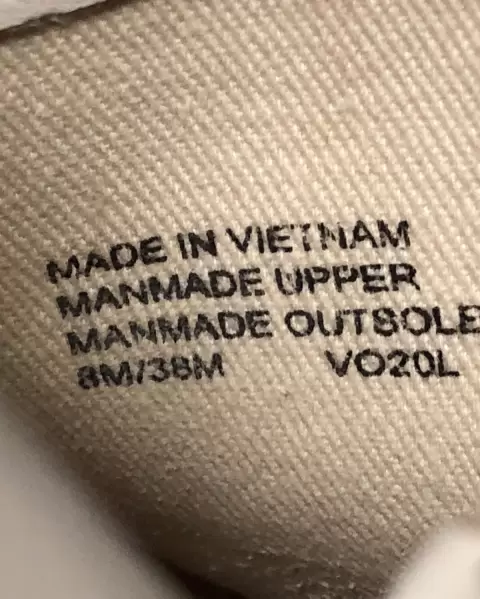 MADE IN VIETNAM
MANMADE UPPER
MANMADE OUTSOLE
8M/38M VO20L